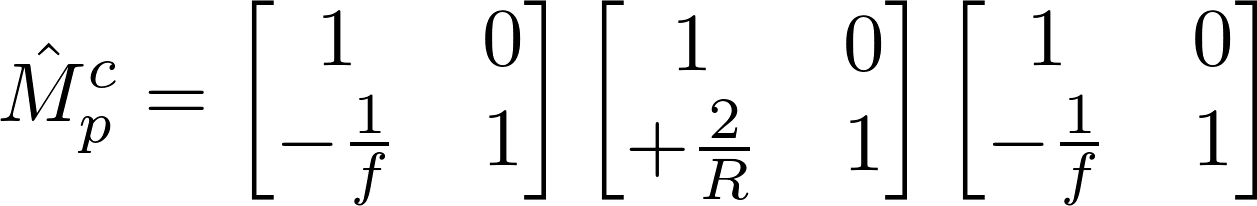 $\hat{M}_p^c = \begin{bmatrix} 1 & 0 \\ -\frac{1}{f} & 1 \end{bmatrix} \begin{bmatrix} 1 & 0 \\ +\frac{2}{R} & 1 \end{bmatrix} \begin{bmatrix} 1 & 0 \\ -\frac{1}{f} & 1 \end{bmatrix}$